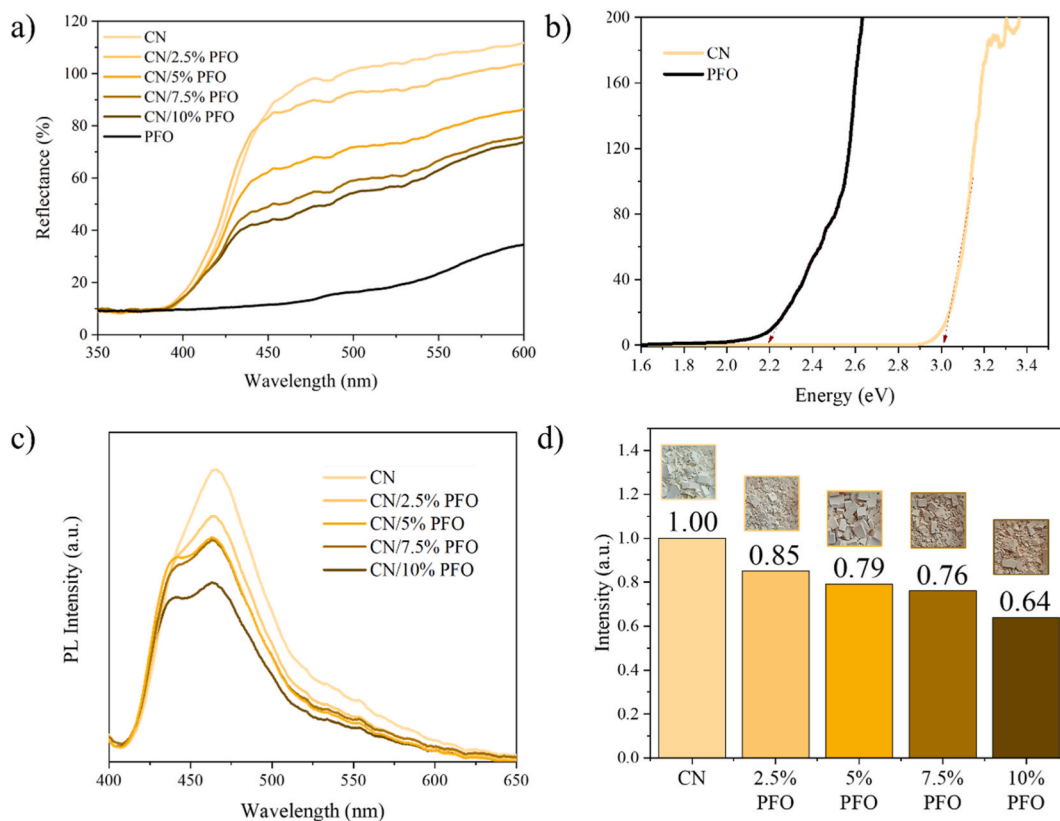 a)
CN
CN/2.5% PFO
CN/5% PFO
CN/7.5% PFO
CN/10% PFO
PFO
Reflectance (%)
120
100
80
60
40
20
0
350 400 450 500 550 600
Wavelength (nm)
b)
CN
PFO
200
160
120
80
40
0
1.6 1.8 2.0 2.2 2.4 2.6 2.8 3.0 3.2 3.4
Energy (eV)
c)
CN
CN/2.5% PFO
CN/5% PFO
CN/7.5% PFO
CN/10% PFO
PL Intensity (a.u.)
400 450 500 550 600 650
Wavelength (nm)
d)
Intensity (a.u.)
1.4
1.2
1.0
0.8
0.6
0.4
0.2
0.0
1.00
0.85
0.79
0.76
0.64
CN 2.5% 5% 7.5% 10%
PFO PFO PFO PFO